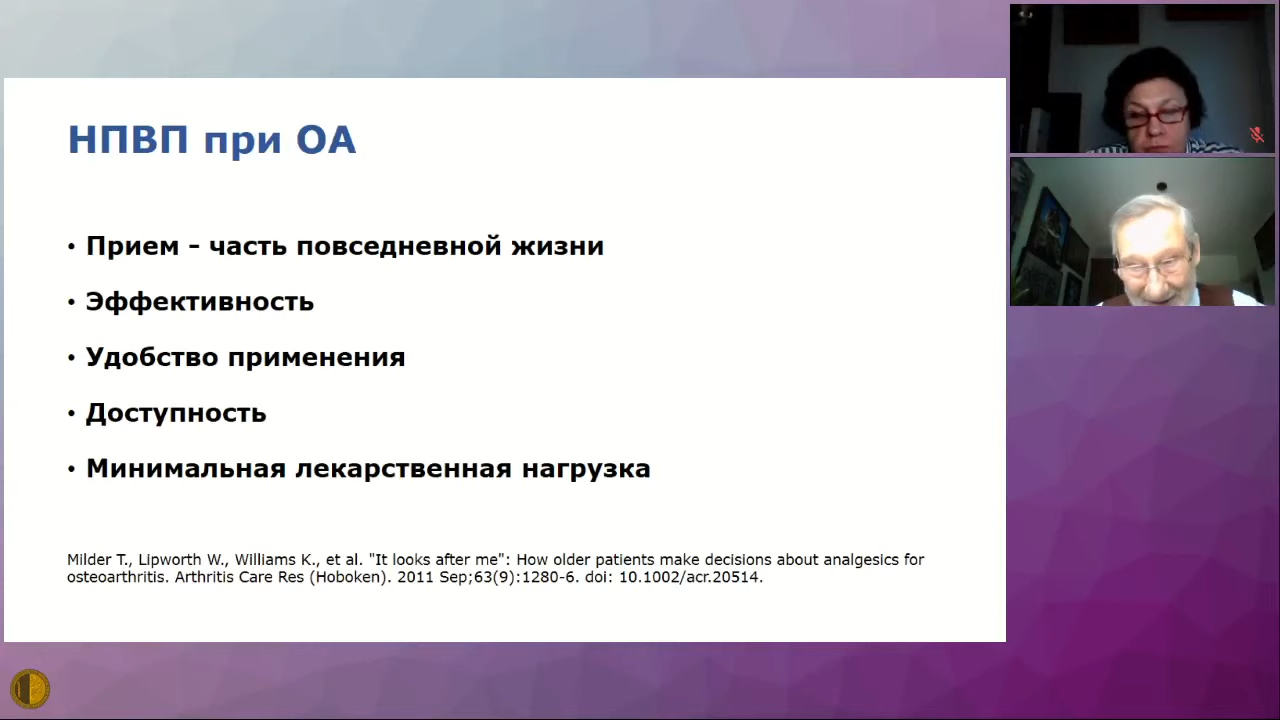 НПВП при ОА
• Прием – часть повседневной жизни
• Эффективность
• Удобство применения
• Доступность
• Минимальная лекарственная нагрузка
Milder T., Lipworth W., Williams K., et al. "It looks after me": How older patients make decisions about analgesics for
osteoarthritis. Arthritis Care Res (Hoboken). 2011 Sep;63(9):1280-6. doi: 10.1002/acr.20514.